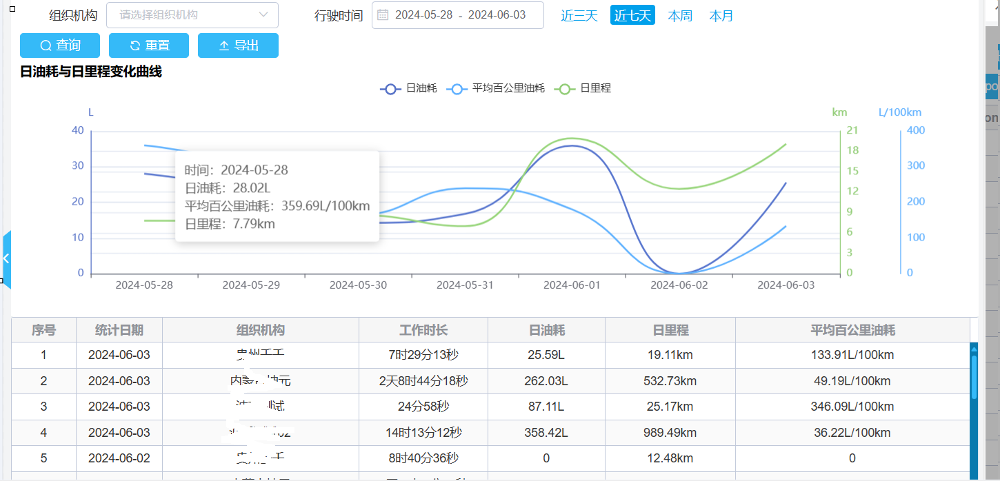 组织机构 请选择组织机构 行驶时间 2024-05-28 - 2024-06-03 近三天 近七天 本周 本月
查询 重置 导出
日油耗与日里程变化曲线
日油耗 平均百公里油耗 日里程
L km L/100km
40 21 400
18
30 15 300
12
20 9 200
10 6 100
3
0 0 0
时间：2024-05-28
日油耗：28.02L
平均百公里油耗：359.69L/100km
日里程：7.79km
2024-05-28 2024-05-29 2024-05-30 2024-05-31 2024-06-01 2024-06-02 2024-06-03
序号 统计日期 组织机构 工作时长 日油耗 日里程 平均百公里油耗
1 2024-06-03 7时29分13秒 25.59L 19.11km 133.91L/100km
2 2024-06-03 2天8时44分18秒 262.03L 532.73km 49.19L/100km
3 2024-06-03 24分58秒 87.11L 25.17km 346.09L/100km
4 2024-06-03 14时13分12秒 358.42L 989.49km 36.22L/100km
5 2024-06-02 8时40分36秒 0 12.48km 0
po
on